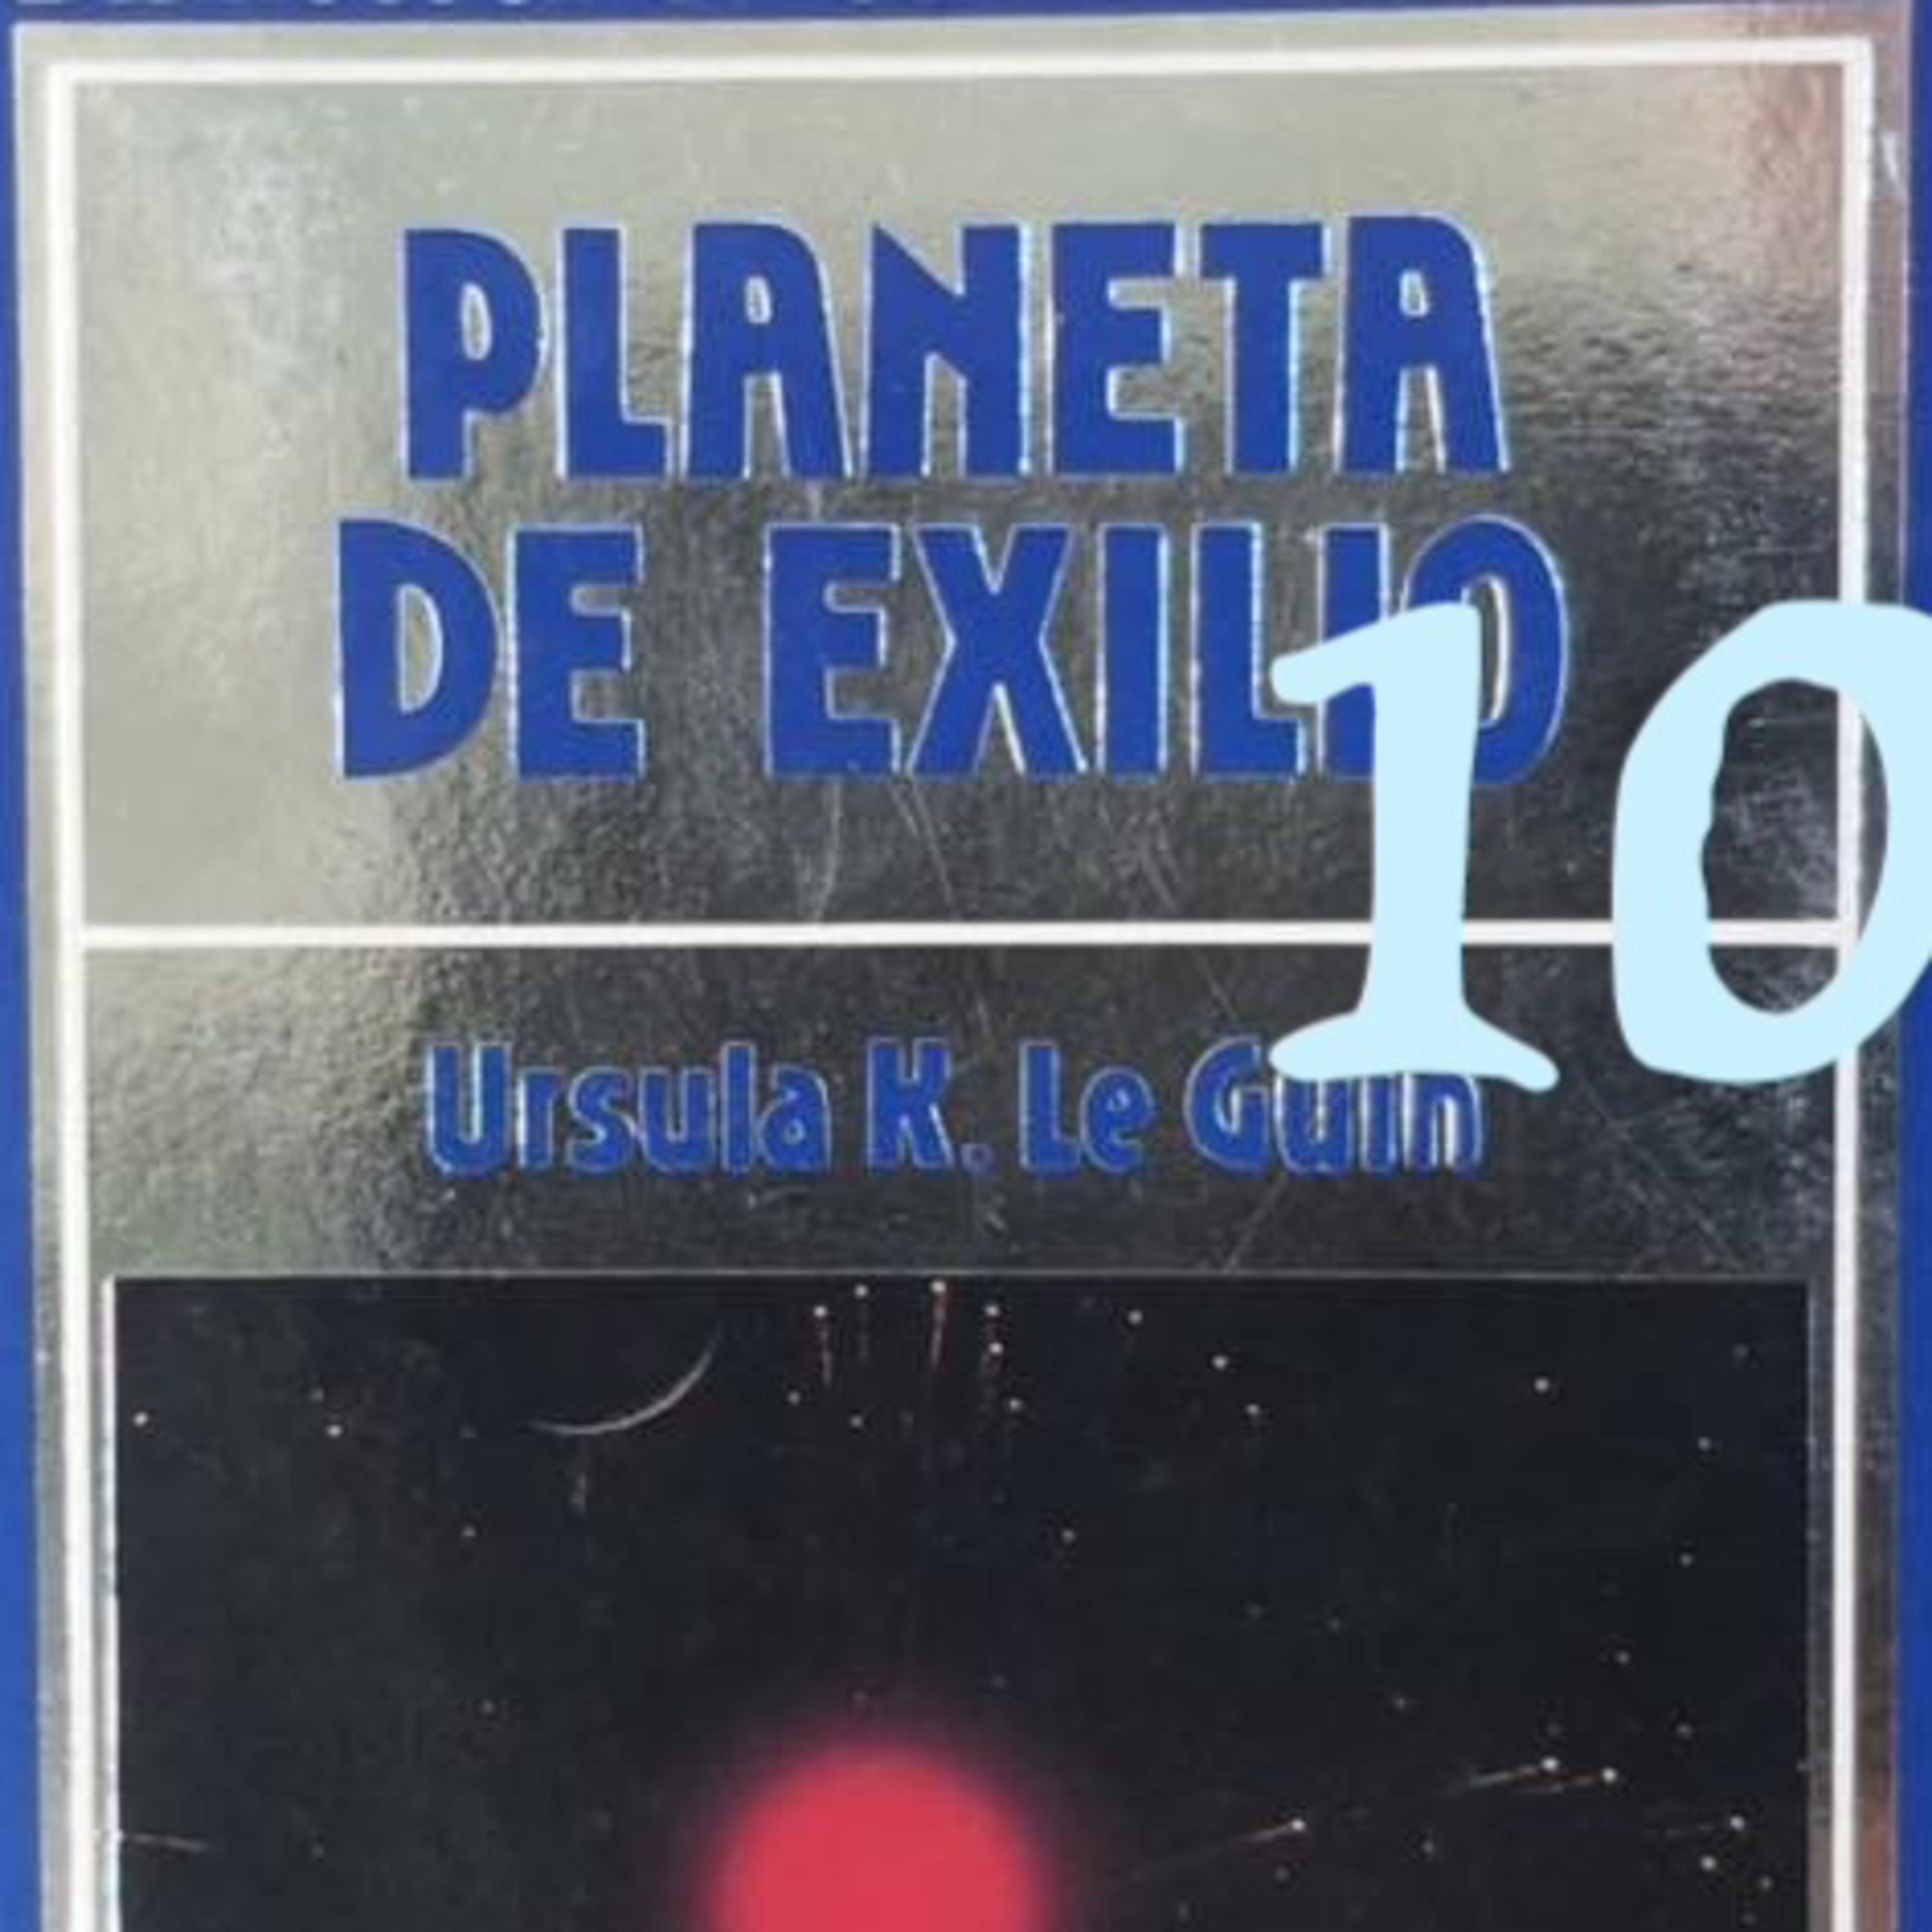 PLANETA
DE EXILIO
10
Ursula K. Le Guin